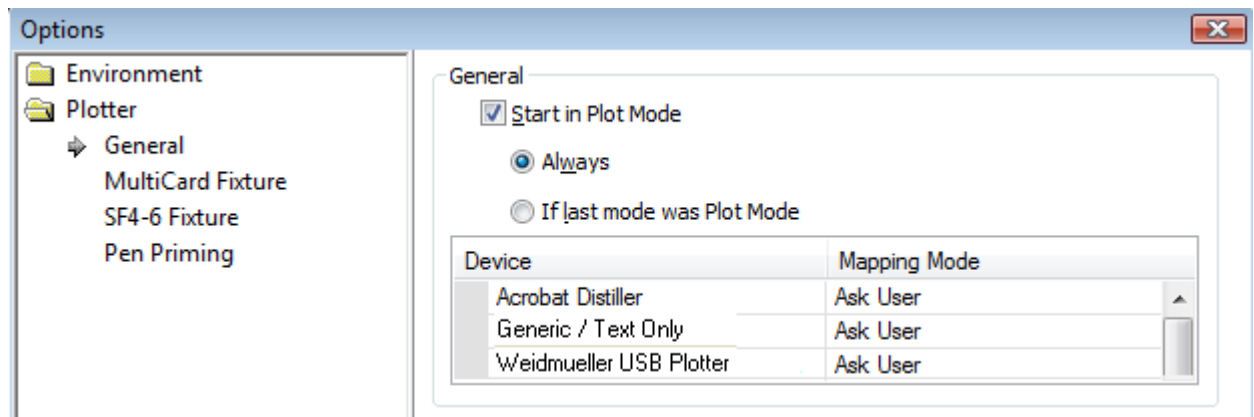 Options
Environment
Plotter
General
MultiCard Fixture
SF4-6 Fixture
Pen Priming
General
Start in Plot Mode
Always
If last mode was Plot Mode
Device Mapping Mode
Acrobat Distiller Ask User
Generic / Text Only Ask User
Weidmueller USB Plotter Ask User